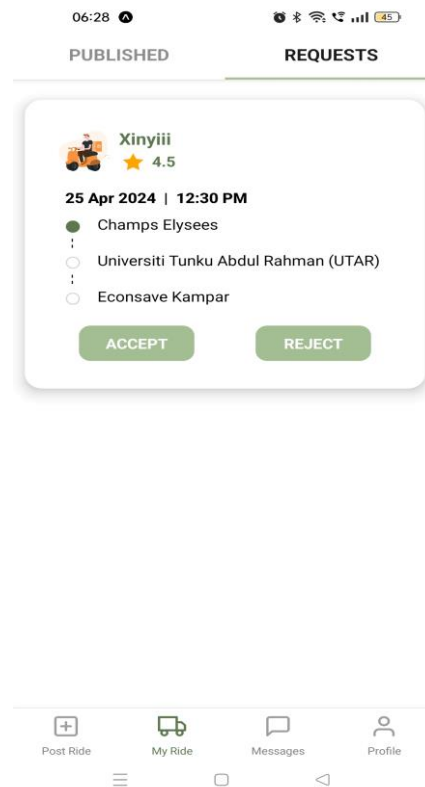 06:28
45
PUBLISHED REQUESTS
Xinyiii
4.5
25 Apr 2024 | 12:30 PM
Champs Elysees
Universiti Tunku Abdul Rahman (UTAR)
Econsave Kampar
ACCEPT REJECT
Post Ride My Ride Messages Profile